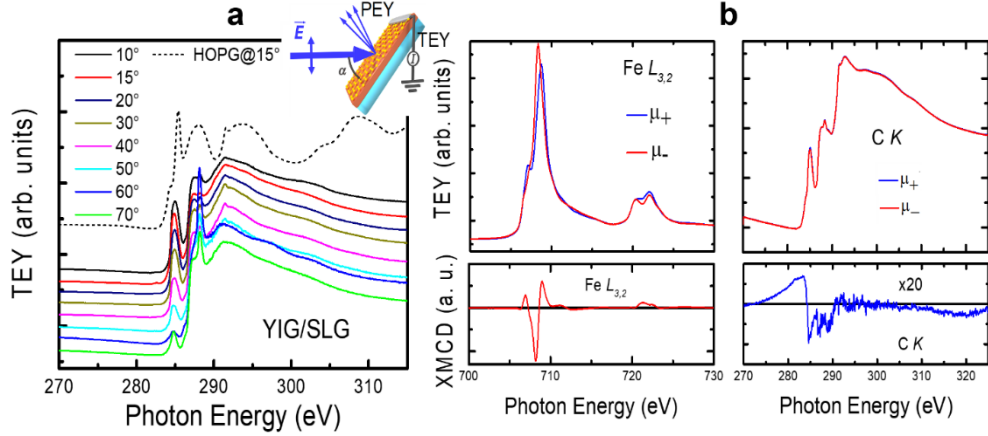 a
b
PEY
TEY
E
α
I
10°
HOPG@15°
15°
20°
30°
40°
50°
60°
70°
YIG/SLG
TEY (arb. units)
270 280 290 300 310
Photon Energy (eV)
TEY (arb. units)
Fe L3,2
μ+
μ-
XMCD (a. u.)
Fe L3,2
700 710 720 730
Photon Energy (eV)
C K
μ+
μ−
x20
C K
270 280 290 300 310 320
Photon Energy (eV)